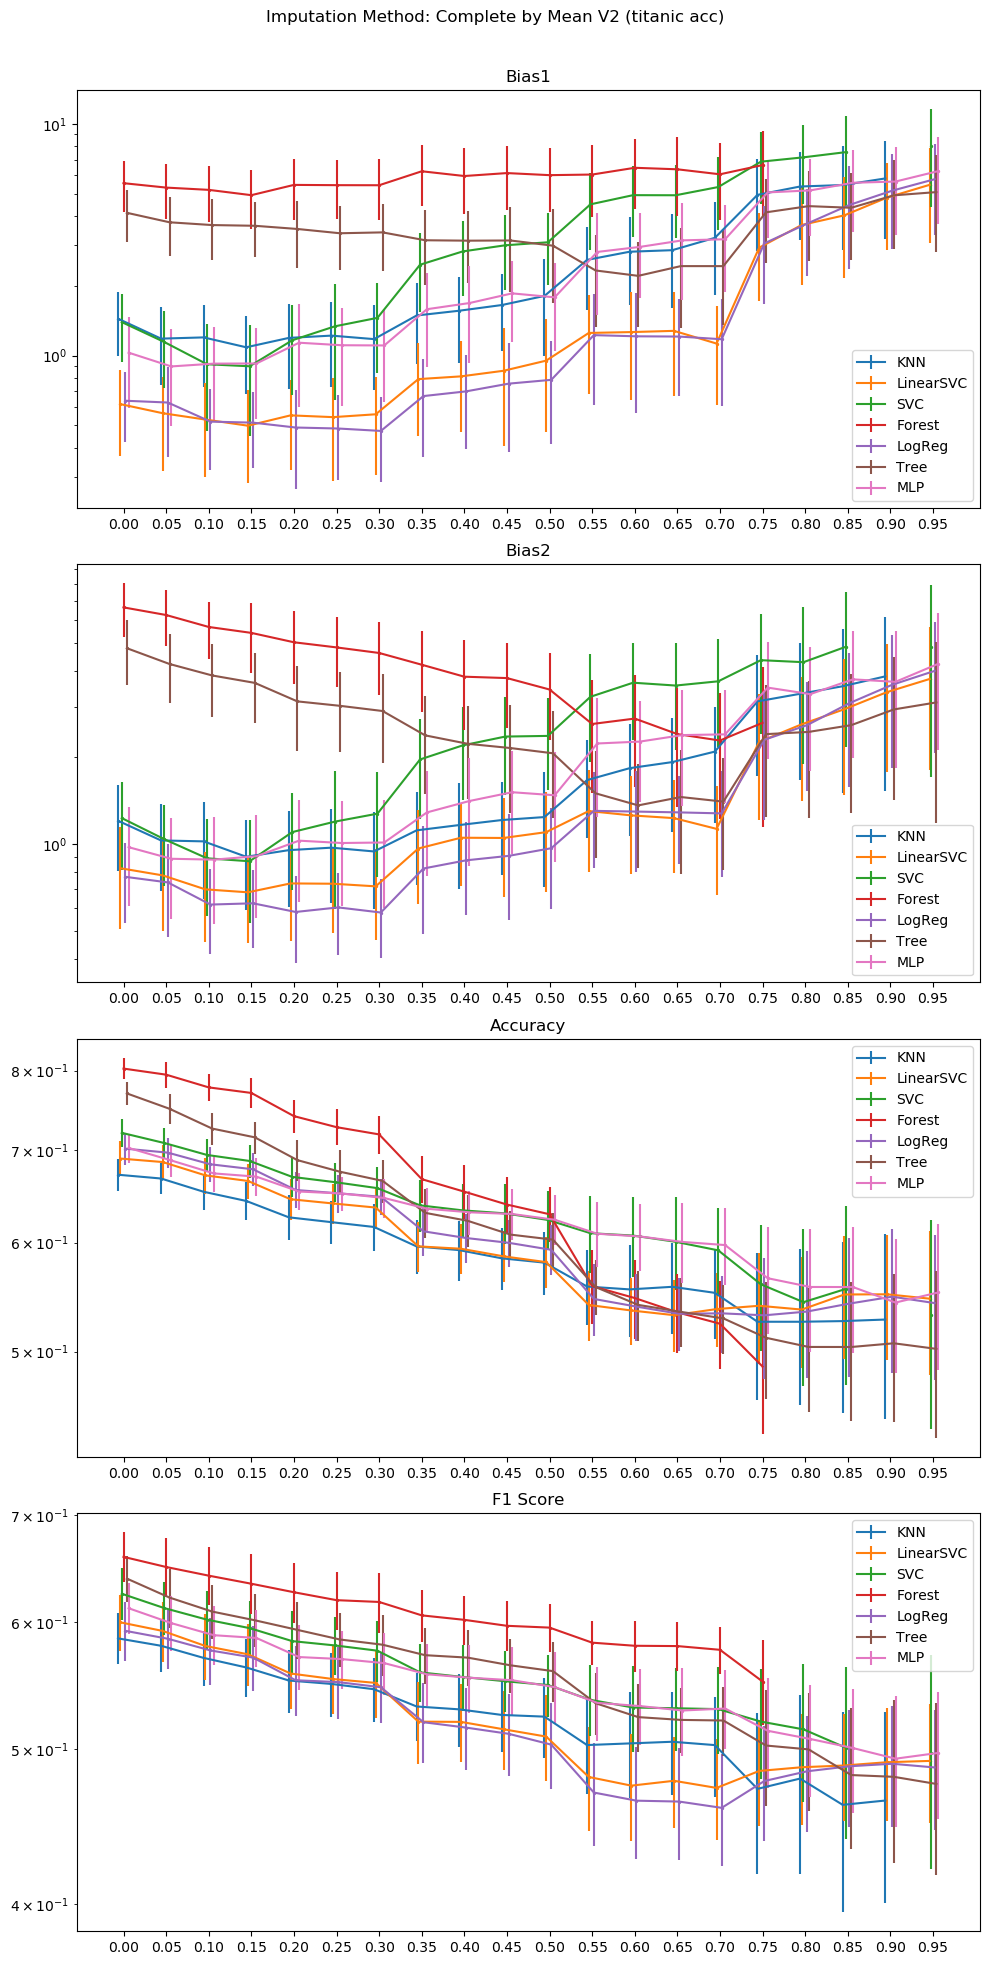 Imputation Method: Complete by Mean V2 (titanic acc)
Bias1
10¹
10⁰
KNN
LinearSVC
SVC
Forest
LogReg
Tree
MLP
0.00 0.05 0.10 0.15 0.20 0.25 0.30 0.35 0.40 0.45 0.50 0.55 0.60 0.65 0.70 0.75 0.80 0.85 0.90 0.95
Bias2
10⁰
KNN
LinearSVC
SVC
Forest
LogReg
Tree
MLP
0.00 0.05 0.10 0.15 0.20 0.25 0.30 0.35 0.40 0.45 0.50 0.55 0.60 0.65 0.70 0.75 0.80 0.85 0.90 0.95
Accuracy
8 × 10⁻¹
7 × 10⁻¹
6 × 10⁻¹
5 × 10⁻¹
KNN
LinearSVC
SVC
Forest
LogReg
Tree
MLP
0.00 0.05 0.10 0.15 0.20 0.25 0.30 0.35 0.40 0.45 0.50 0.55 0.60 0.65 0.70 0.75 0.80 0.85 0.90 0.95
F1 Score
7 × 10⁻¹
6 × 10⁻¹
5 × 10⁻¹
4 × 10⁻¹
KNN
LinearSVC
SVC
Forest
LogReg
Tree
MLP
0.00 0.05 0.10 0.15 0.20 0.25 0.30 0.35 0.40 0.45 0.50 0.55 0.60 0.65 0.70 0.75 0.80 0.85 0.90 0.95